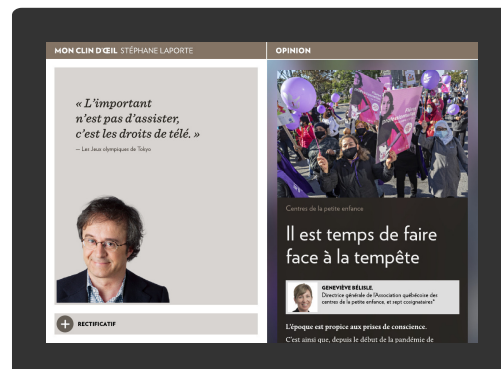 MON CLIN D'ŒIL STÉPHANE LAPORTE
« L'important
n'est pas d'assister,
c'est les droits de télé. »
— Les Jeux olympiques de Tokyo
+ RECTIFICATIF
OPINION
Centres de la petite enfance
Il est temps de faire
face à la tempête
GENEVIÈVE BÉLISLE,
Directrice générale de l'Association québécoise des
centres de la petite enfance, et sept cosignataires*
L'époque est propice aux prises de conscience.
C'est ainsi que, depuis le début de la pandémie de